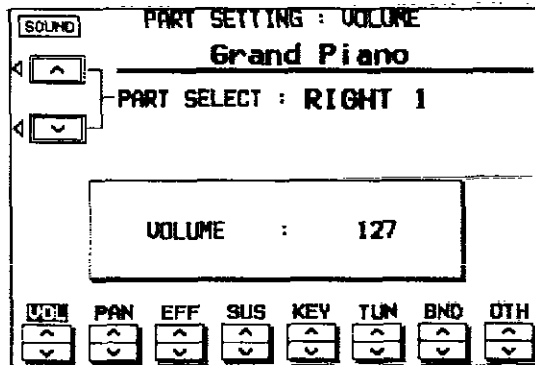 SOUND
PART SETTING : VOLUME
Grand Piano
PART SELECT : RIGHT 1
VOLUME : 127
VOL PAN EFF SUS KEY TUN BND OTH